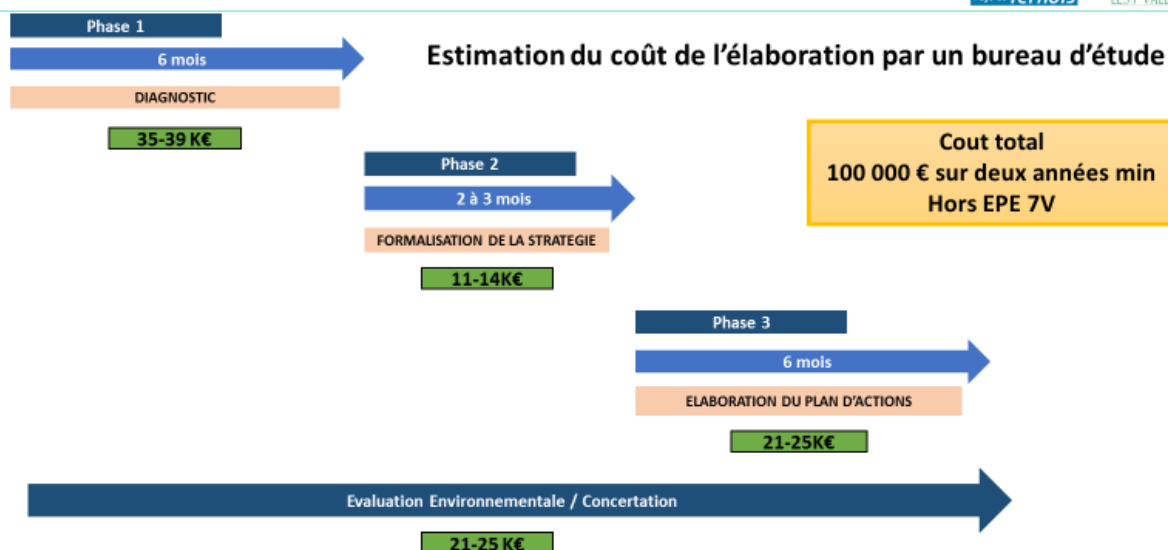 Phase 1
6 mois
Estimation du coût de l'élaboration par un bureau d'étude
DIAGNOSTIC
35-39 K€
Cout total
100 000 € sur deux années min
Hors EPE 7V
Phase 2
2 à 3 mois
FORMALISATION DE LA STRATEGIE
11-14K€
Phase 3
6 mois
ELABORATION DU PLAN D'ACTIONS
21-25K€
Evaluation Environnementale / Concertation
21-25 K€